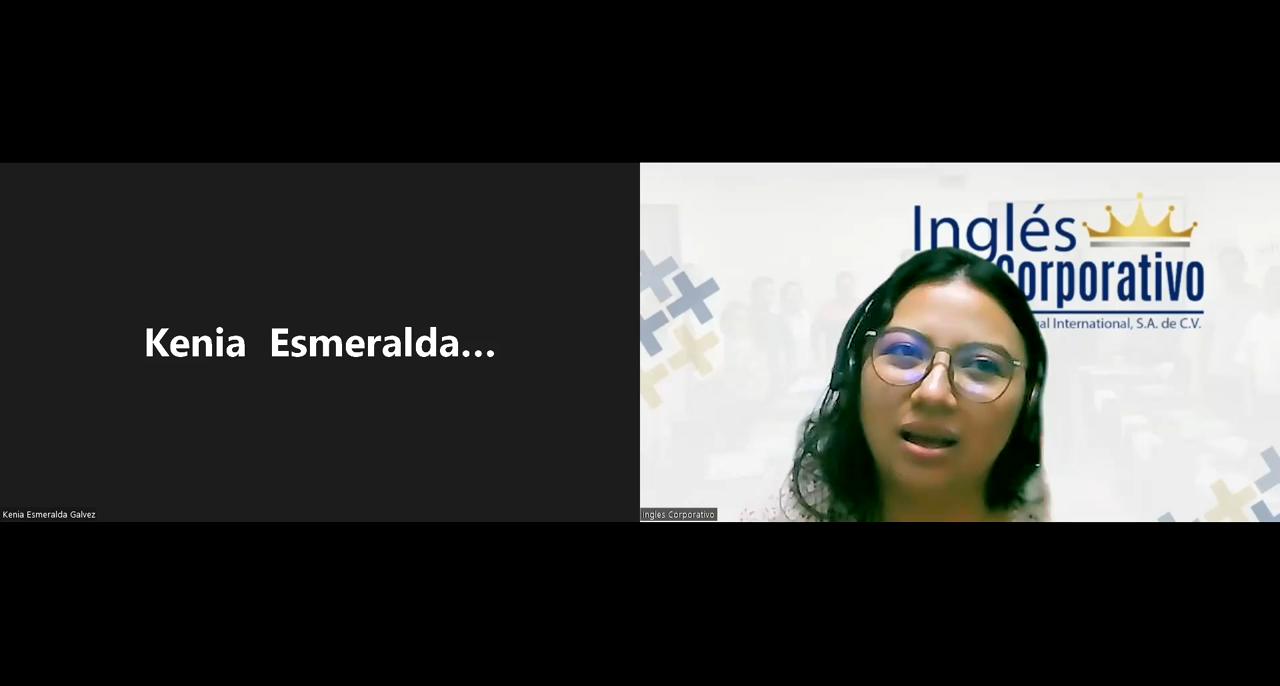 Kenia Esmeralda...
Kenia Esmeralda Galvez
Inglés
Corporativo
International, S.A. de C.V.
Ingles Corporativo